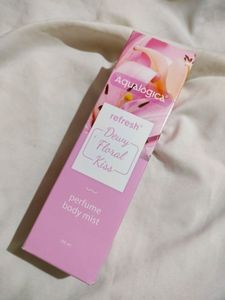 Aqualogica
refresh+
Dewy
Floral
Kiss
perfume
body mist